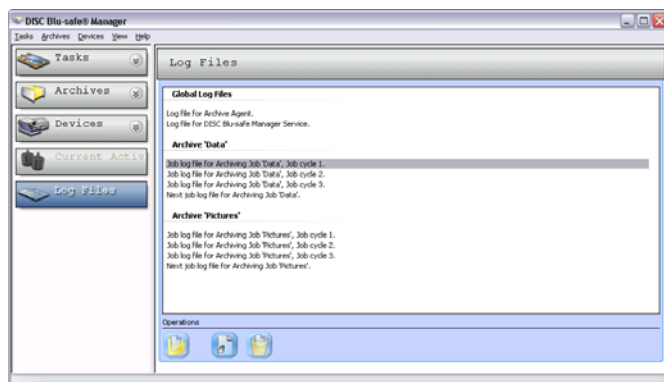 DISC Blu-safe® Manager
Tasks Archives Devices View Help
Tasks
Archives
Devices
Current Activ
Log Files
Log Files
Global Log Files
Log file for Archive Agent.
Log file for DISC Blu-safe Manager Service.
Archive 'Data'
Job log file for Archiving Job 'Data', Job cycle 1.
Job log file for Archiving Job 'Data', Job cycle 2.
Job log file for Archiving Job 'Data', Job cycle 3.
Next job log file for Archiving Job 'Data'.
Archive 'Pictures'
Job log file for Archiving Job 'Pictures', Job cycle 1.
Job log file for Archiving Job 'Pictures', Job cycle 2.
Job log file for Archiving Job 'Pictures', Job cycle 3.
Next job log file for Archiving Job 'Pictures'.
Operations